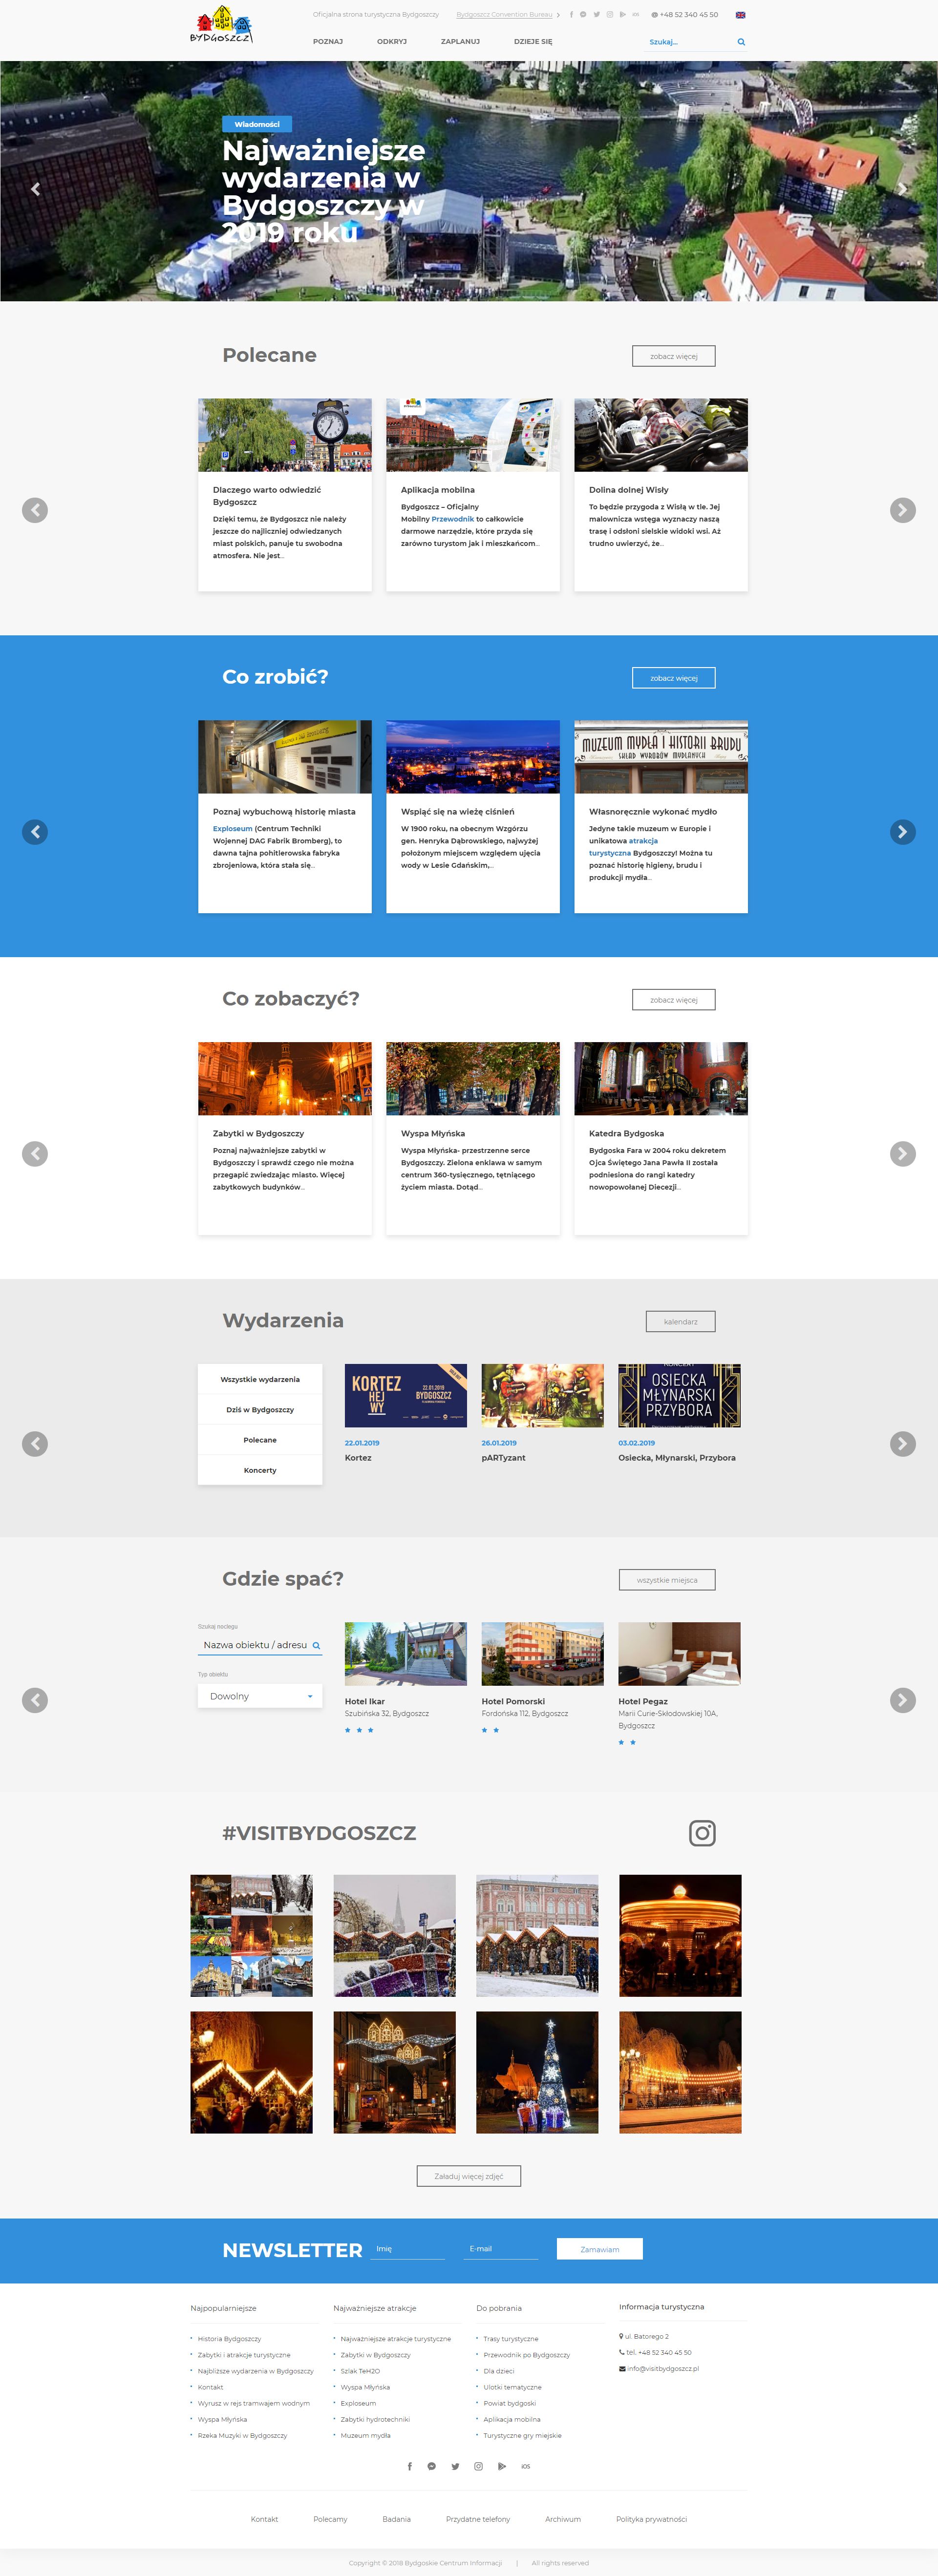 BYDGOSZCZ
Oficjalna strona turystyczna Bydgoszczy
Bydgoszcz Convention Bureau
iOS
+48 52 340 45 50
POZNAJ
ODKRYJ
ZAPLANUJ
DZIEJE SIĘ
Szukaj...
Wiadomości
Najważniejsze
wydarzenia w
Bydgoszczy w
2019 roku
Polecane
zobacz więcej
Dlaczego warto odwiedzić
Bydgoszcz
Dzięki temu, że Bydgoszcz nie należy
jeszcze do najliczniej odwiedzanych
miast polskich, panuje tu swobodna
atmosfera. Nie jest...
Aplikacja mobilna
Bydgoszcz – Oficjalny
Mobilny Przewodnik to całkowicie
darmowe narzędzie, które przyda się
zarówno turystom jak i mieszkańcom...
Dolina dolnej Wisły
To będzie przygoda z Wisłą w tle. Jej
malownicza wstęga wyznaczy naszą
trasę i odsłoni sielskie widoki wsi. Aż
trudno uwierzyć, że...
Co zrobić?
zobacz więcej
Poznaj wybuchową historię miasta
Exploseum (Centrum Techniki
Wojennej DAG Fabrik Bromberg), to
dawna tajna pohitlerowska fabryka
zbrojeniowa, która stała się...
Wspiąć się na wieżę ciśnień
W 1900 roku, na obecnym Wzgórzu
gen. Henryka Dąbrowskiego, najwyżej
położonym miejscem względem ujęcia
wody w Lesie Gdańskim,...
MUZEUM MYDŁA I HISTORII BRUDU
SKŁAD WYROBÓW MYDLANYCH
Własnoręcznie wykonać mydło
Jedyne takie muzeum w Europie i
unikatowa atrakcja
turystyczna Bydgoszczy! Można tu
poznać historię higieny, brudu i
produkcji mydła...
Co zobaczyć?
zobacz więcej
Zabytki w Bydgoszczy
Poznaj najważniejsze zabytki w
Bydgoszczy i sprawdź czego nie można
przegapić zwiedzając miasto. Więcej
zabytkowych budynków...
Wyspa Młyńska
Wyspa Młyńska- przestrzenne serce
Bydgoszczy. Zielona enkiawa w samym
centrum 360-tysięcznego, tętniącego
życiem miasta. Dotąd...
Katedra Bydgoska
Bydgoska Fara w 2004 roku dekretem
Ojca Świętego Jana Pawła II została
podniesiona do rangi katedry
nowopowołanej Diecezji...
Wydarzenia
kalendarz
Wszystkie wydarzenia
Dziś w Bydgoszczy
Polecane
Koncerty
KORTEZ
HEJ
WY
22.01.2019
BYDGOSZCZ
22.01.2019
Kortez
26.01.2019
pARTyzant
KONCERT
OSIECKA
MŁYNARSKI
PRZYBORA
03.02.2019
Osiecka, Młynarski, Przybora
Gdzie spać?
wszystkie miejsca
Szukaj noclegu
Nazwa obiektu / adresu
Typ obiektu
Dowolny
Hotel Ikar
Szubińska 32, Bydgoszcz
Hotel Pomorski
Fordońska 112, Bydgoszcz
Hotel Pegaz
Marii Curie-Skłodowskiej 10A,
Bydgoszcz
#VISITBYDGOSZCZ
Załaduj więcej zdjęć
NEWSLETTER
Imię
E-mail
Zamawiam
Najpopularniejsze
Historia Bydgoszczy
Zabytki i atrakcje turystyczne
Najbliższe wydarzenia w Bydgoszczy
Kontakt
Wyrusz w rejs tramwajem wodnym
Wyspa Młyńska
Rzeka Muzyki w Bydgoszczy
Najważniejsze atrakcje
Najważniejsze atrakcje turystyczne
Zabytki w Bydgoszczy
Szlak TeH2O
Wyspa Młyńska
Exploseum
Zabytki hydrotechniki
Muzeum mydła
Do pobrania
Trasy turystyczne
Przewodnik po Bydgoszczy
Dla dzieci
Ulotki tematyczne
Powiat bydgoski
Aplikacja mobilna
Turystyczne gry miejskie
Informacja turystyczna
ul. Batorego 2
tel. +48 52 340 45 50
info@visitbydgoszcz.pl
iOS
Kontakt
Polecamy
Badania
Przydatne telefony
Archiwum
Polityka prywatności
Copyright © 2018 Bydgoskie Centrum Informacji | All rights reserved